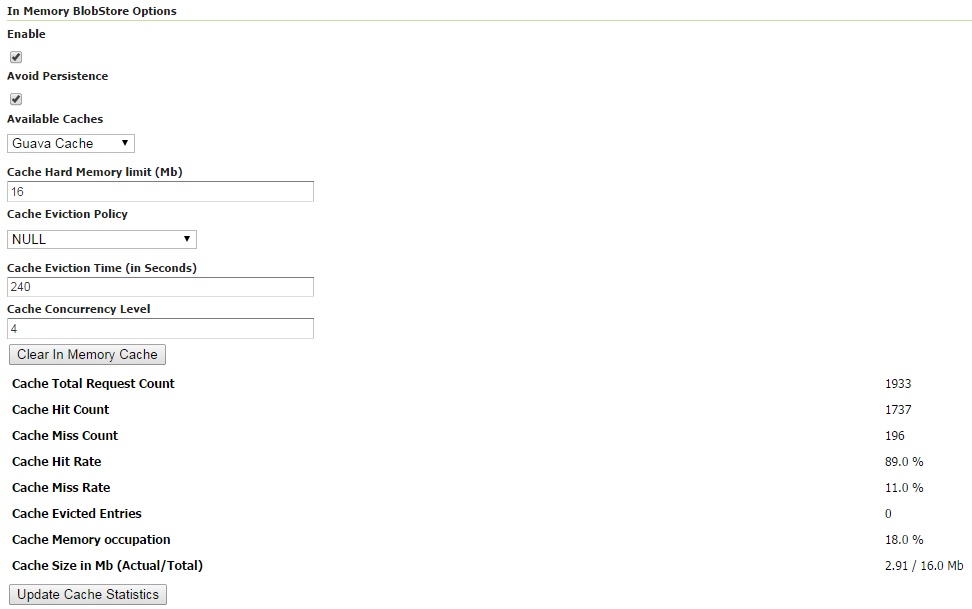 In Memory BlobStore Options
Enable
Avoid Persistence
Available Caches
Guava Cache
Cache Hard Memory limit (Mb)
16
Cache Eviction Policy
NULL
Cache Eviction Time (in Seconds)
240
Cache Concurrency Level
4
Clear In Memory Cache
Cache Total Request Count 1933
Cache Hit Count 1737
Cache Miss Count 196
Cache Hit Rate 89.0 %
Cache Miss Rate 11.0 %
Cache Evicted Entries 0
Cache Memory occupation 18.0 %
Cache Size in Mb (Actual/Total) 2.91 / 16.0 Mb
Update Cache Statistics